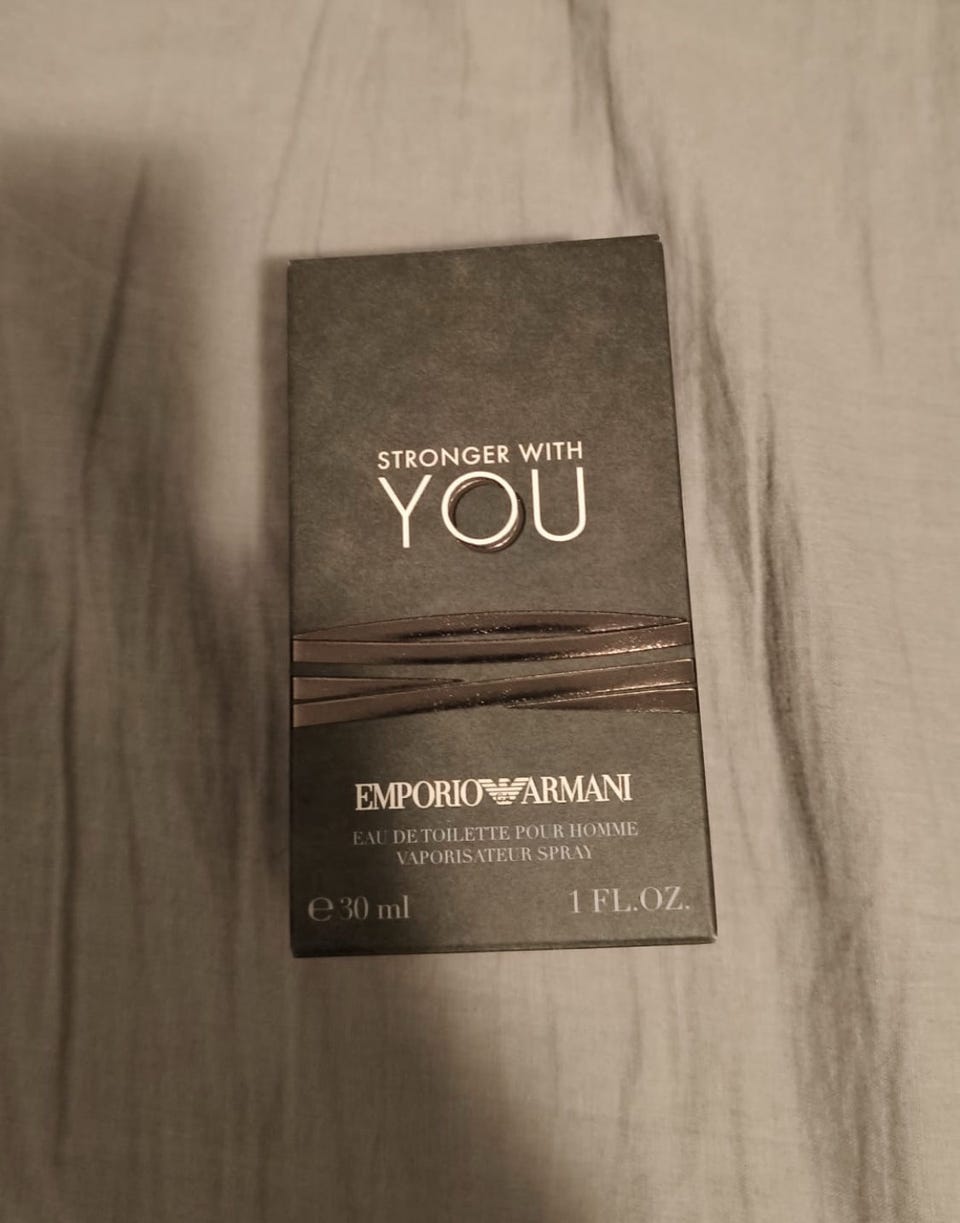 STRONGER WITH
YOU
EMPORIO ARMANI
EAU DE TOILETTE POUR HOMME
VAPORISATEUR SPRAY
℮ 30 ml 1 FL.OZ.